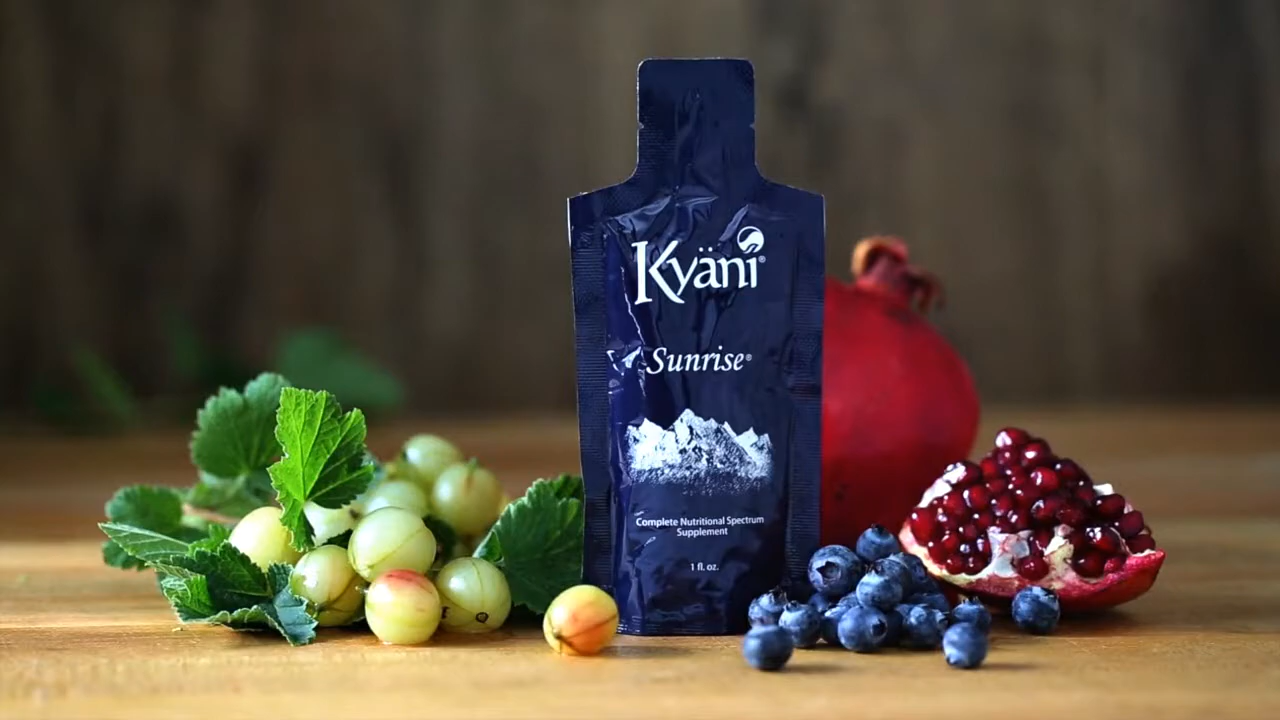 Kyäni®
Sunrise®
Complete Nutritional Spectrum
Supplement
1 fl. oz.